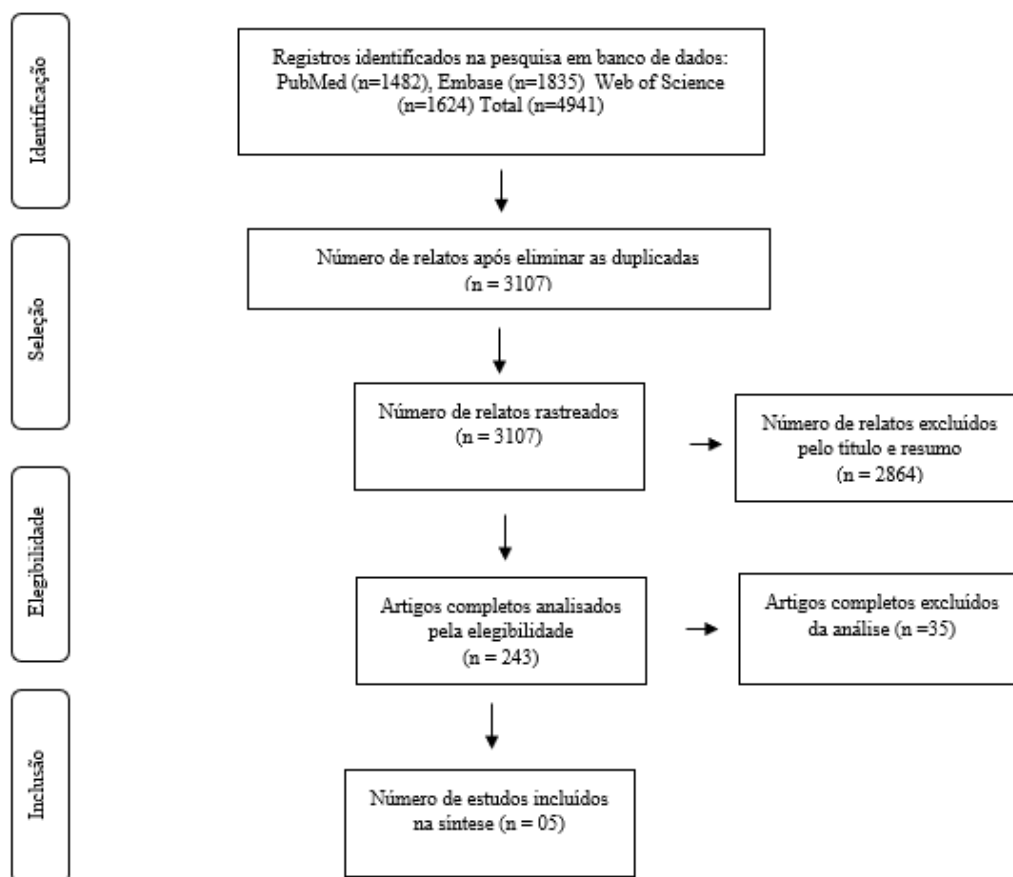 Identificação
Registros identificados na pesquisa em banco de dados:
PubMed (n=1482), Embase (n=1835)  Web of Science
(n=1624) Total (n=4941)
Seleção
Número de relatos após eliminar as duplicadas
(n = 3107)
Número de relatos rastreados
(n = 3107)
Número de relatos excluídos
pelo título e resumo
(n = 2864)
Elegibilidade
Artigos completos analisados
pela elegibilidade
(n = 243)
Artigos completos excluídos
da análise (n =35)
Inclusão
Número de estudos incluídos
na síntese (n = 05)